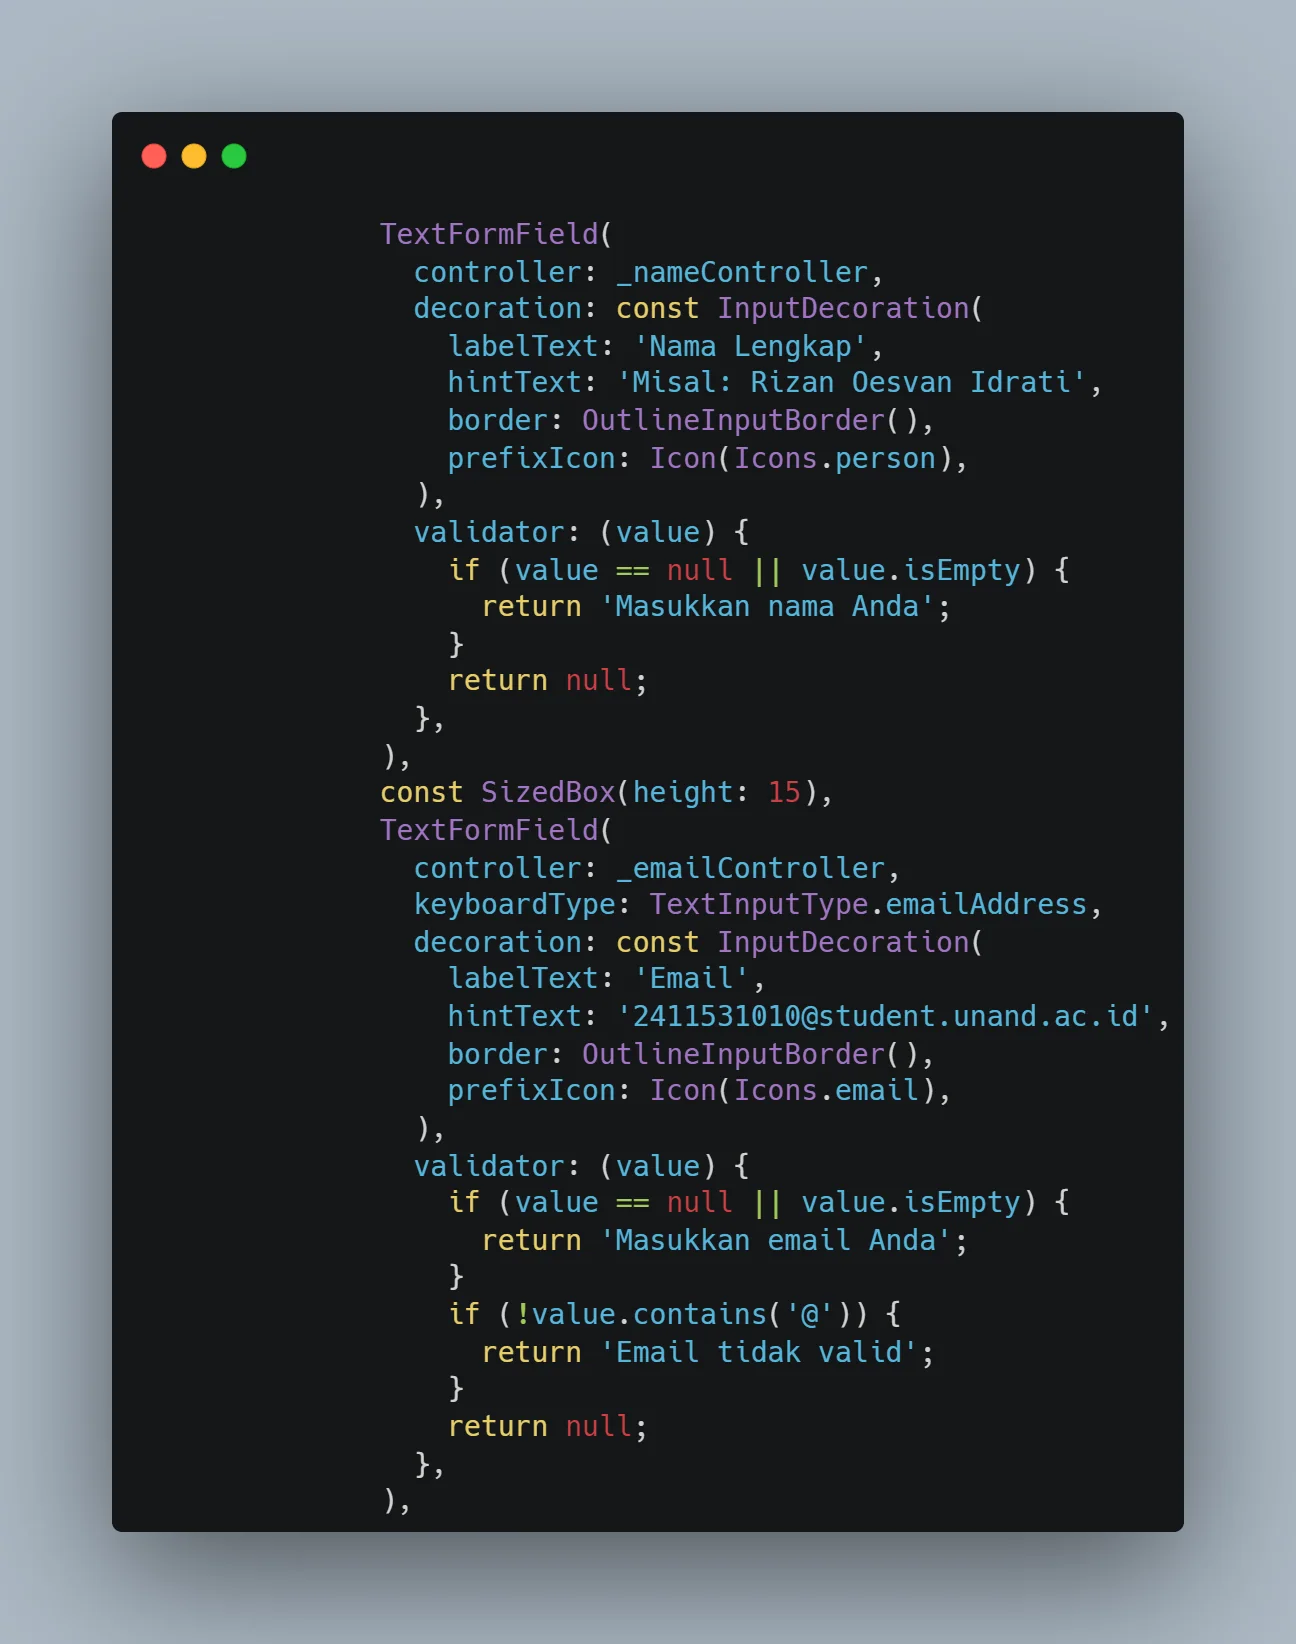 TextFormField(
  controller: _nameController,
  decoration: const InputDecoration(
    labelText: 'Nama Lengkap',
    hintText: 'Misal: Rizan Oesvan Idrati',
    border: OutlineInputBorder(),
    prefixIcon: Icon(Icons.person),
  ),
  validator: (value) {
    if (value == null || value.isEmpty) {
      return 'Masukkan nama Anda';
    }
    return null;
  },
),
const SizedBox(height: 15),
TextFormField(
  controller: _emailController,
  keyboardType: TextInputType.emailAddress,
  decoration: const InputDecoration(
    labelText: 'Email',
    hintText: '2411531010@student.unand.ac.id',
    border: OutlineInputBorder(),
    prefixIcon: Icon(Icons.email),
  ),
  validator: (value) {
    if (value == null || value.isEmpty) {
      return 'Masukkan email Anda';
    }
    if (!value.contains('@')) {
      return 'Email tidak valid';
    }
    return null;
  },
),